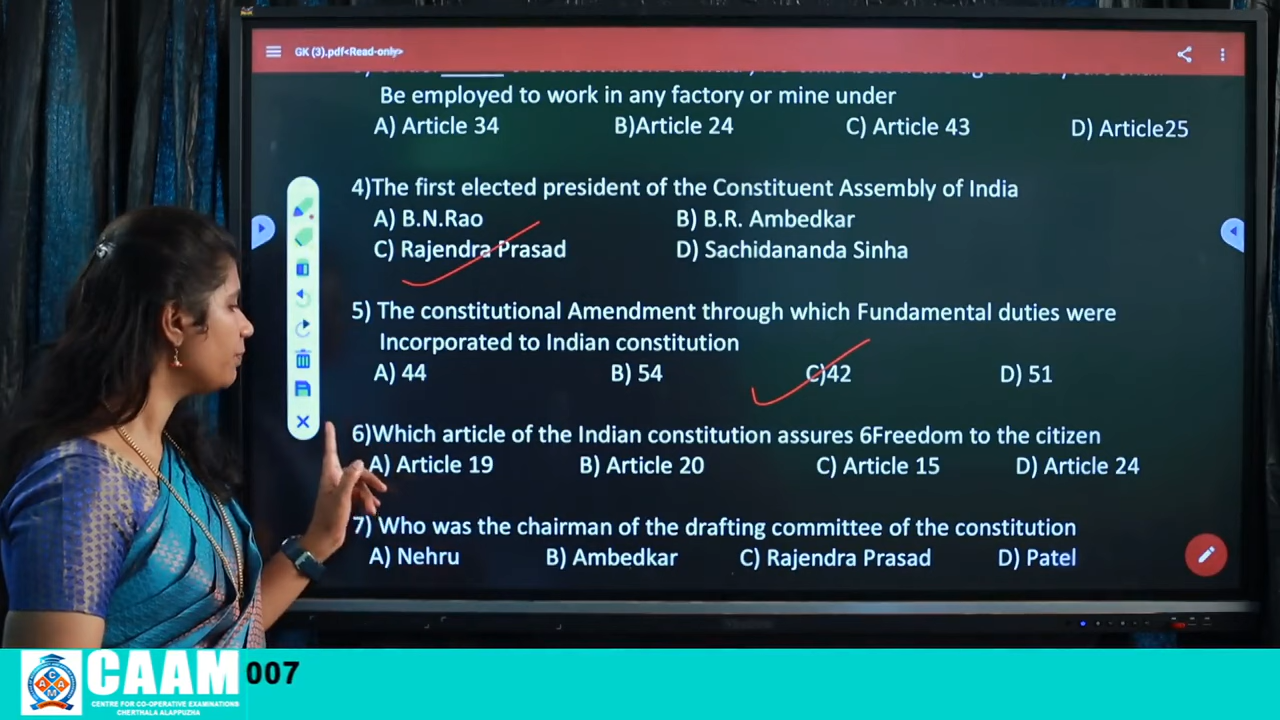 GK (3).pdf<Read-only>
Be employed to work in any factory or mine under
A) Article 34 B)Article 24 C) Article 43 D) Article25
4)The first elected president of the Constituent Assembly of India
A) B.N.Rao B) B.R. Ambedkar
C) Rajendra Prasad D) Sachidananda Sinha
5) The constitutional Amendment through which Fundamental duties were
Incorporated to Indian constitution
A) 44 B) 54 C)42 D) 51
6)Which article of the Indian constitution assures 6Freedom to the citizen
A) Article 19 B) Article 20 C) Article 15 D) Article 24
7) Who was the chairman of the drafting committee of the constitution
A) Nehru B) Ambedkar C) Rajendra Prasad D) Patel
CAAM 007
CENTRE FOR CO-OPERATIVE EXAMINATIONS
CHERTHALA ALAPPUZHA